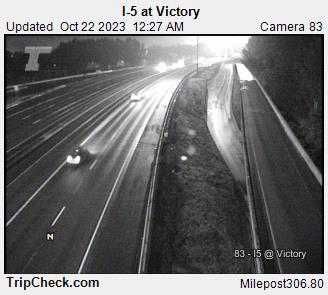 I-5 at Victory
Updated Oct 22 2023 12:27 AM Camera 83
T
N
83 - I5 @ Victory
TripCheck.com Milepost306.80